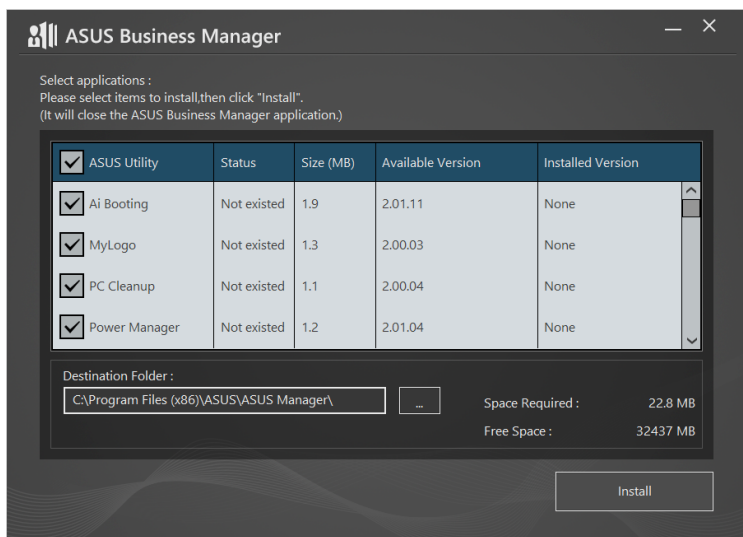 ASUS Business Manager
Select applications :
Please select items to install,then click "Install".
(It will close the ASUS Business Manager application.)
ASUS Utility Status Size (MB) Available Version Installed Version
Ai Booting Not existed 1.9 2.01.11 None
MyLogo Not existed 1.3 2.00.03 None
PC Cleanup Not existed 1.1 2.00.04 None
Power Manager Not existed 1.2 2.01.04 None
Destination Folder :
C:\Program Files (x86)\ASUS\ASUS Manager\ ... Space Required : 22.8 MB
Free Space : 32437 MB
Install